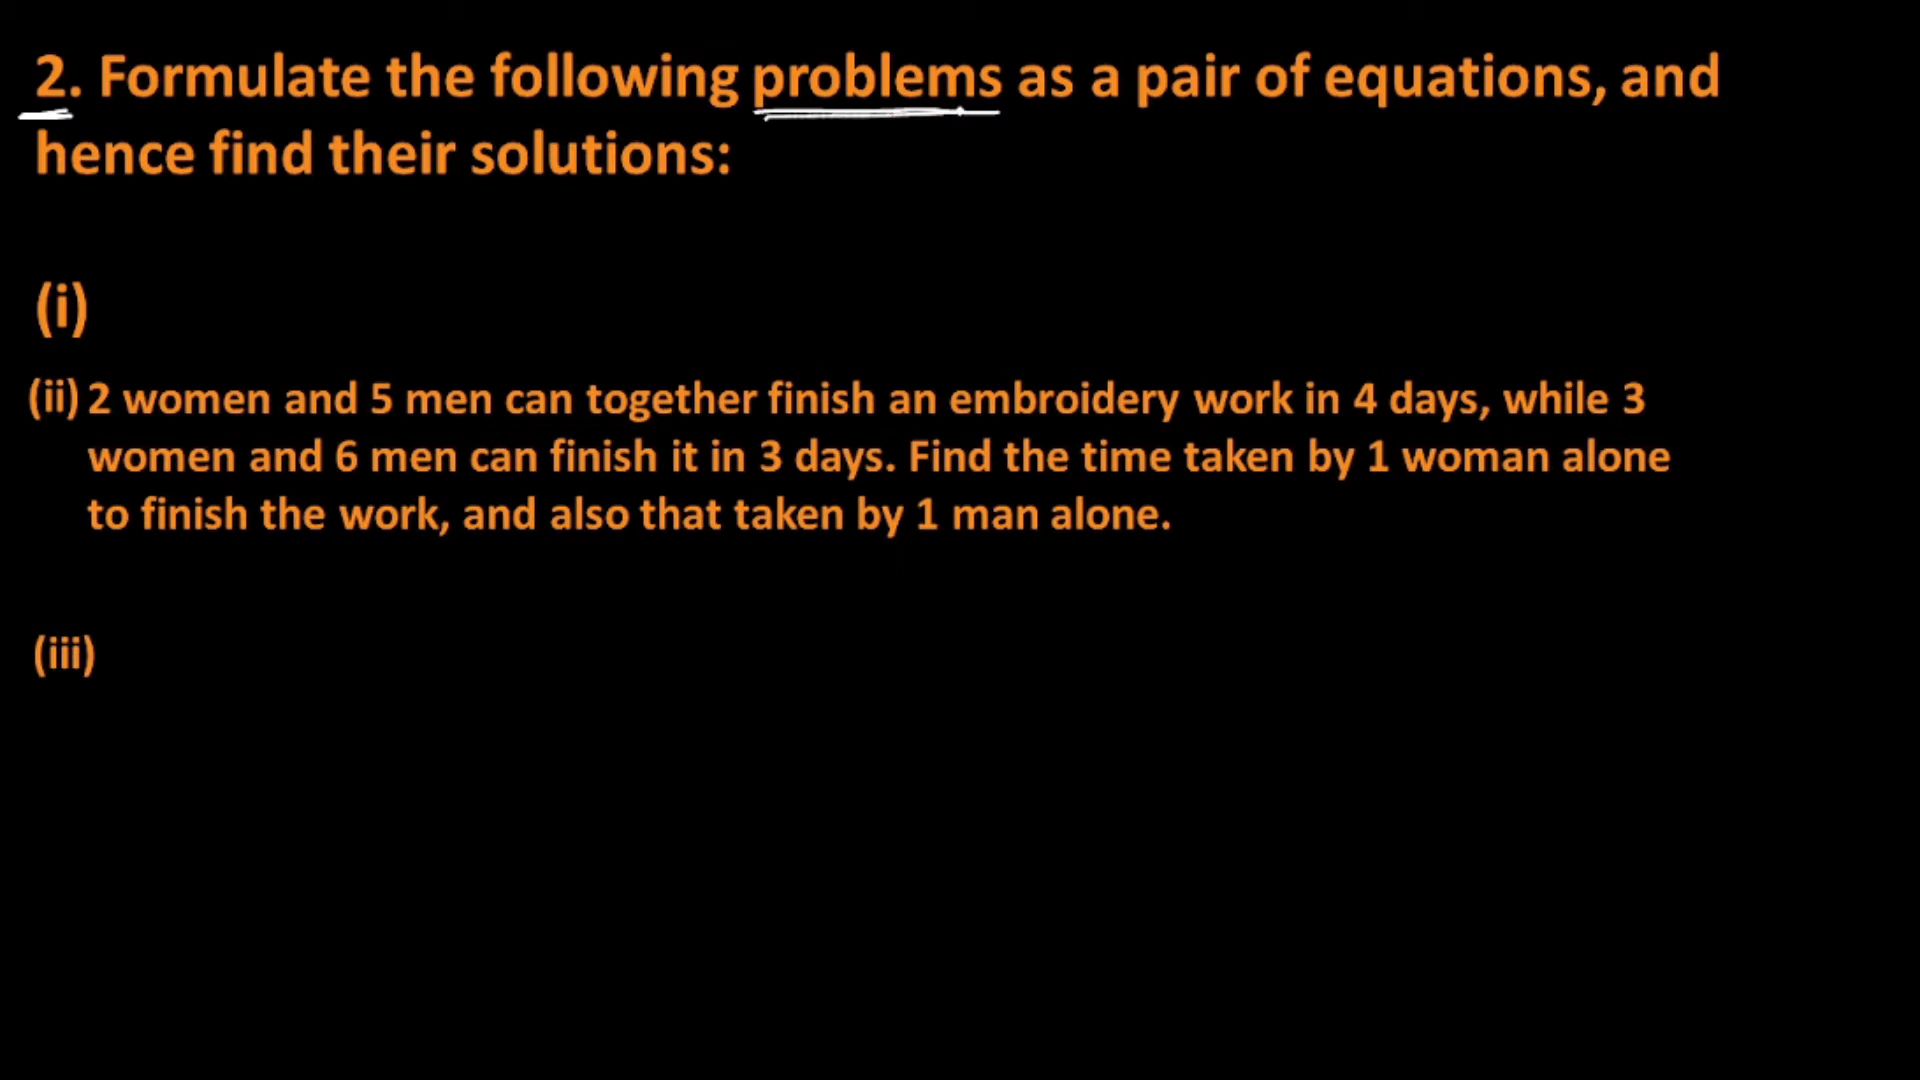 2. Formulate the following problems as a pair of equations, and
hence find their solutions:
(i)
(ii) 2 women and 5 men can together finish an embroidery work in 4 days, while 3
women and 6 men can finish it in 3 days. Find the time taken by 1 woman alone
to finish the work, and also that taken by 1 man alone.
(iii)